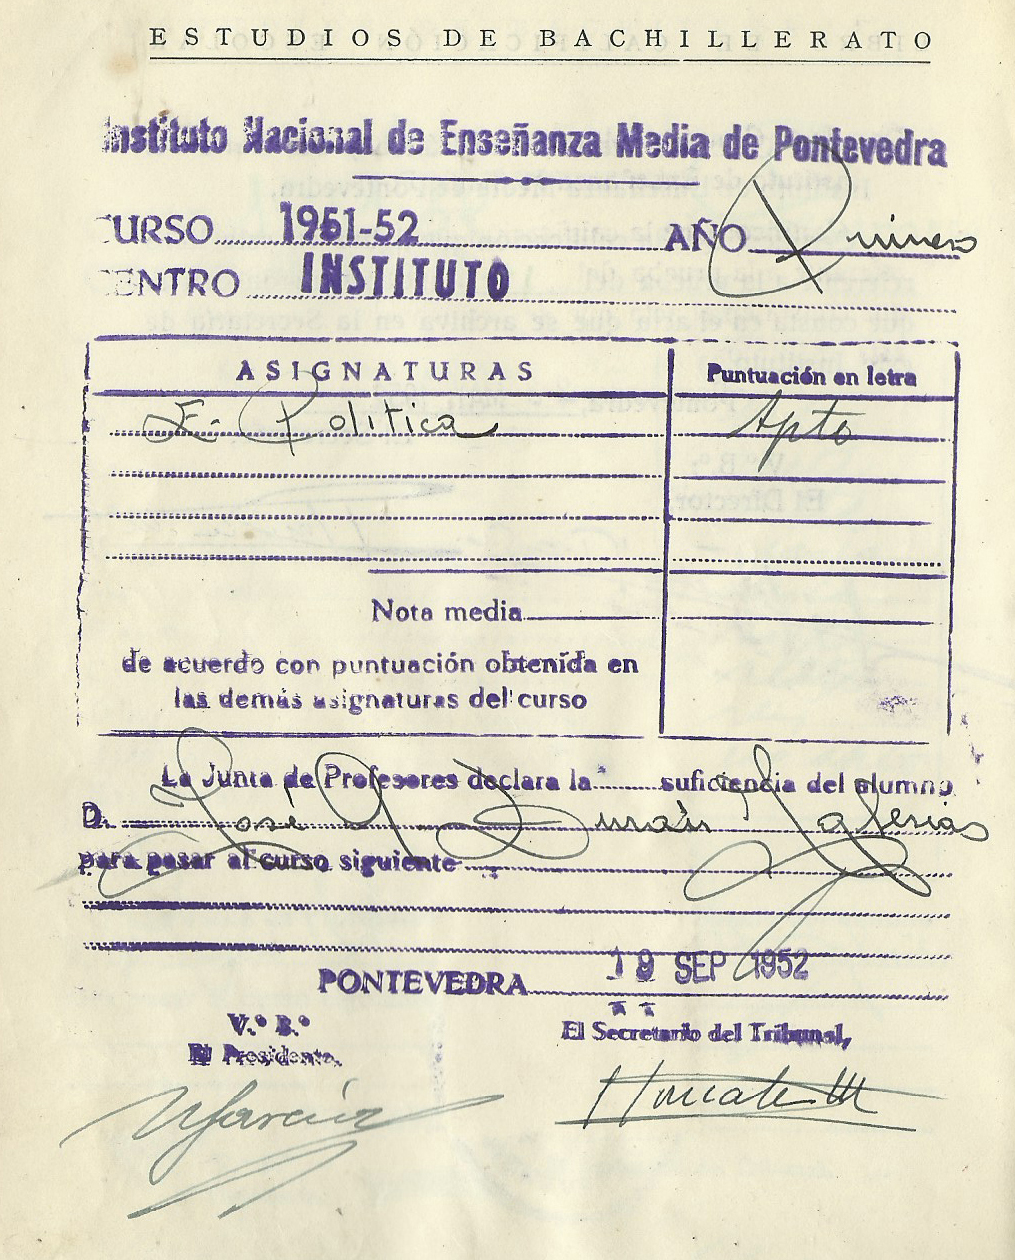 ESTUDIOS DE BACHILLERATO
Instituto Nacional de Enseñanza Media de Pontevedra
CURSO 1951-52 AÑO Primero
CENTRO INSTITUTO
ASIGNATURAS Puntuación en letra
E. Política Apto
Nota media
de acuerdo con puntuación obtenida en
las demás asignaturas del curso
La Junta de Profesores declara la suficiencia del alumno
D. José Durán Yglesias
para pasar al curso siguiente
PONTEVEDRA 19 SEP 1952
V.º B.º
El Presidente, El Secretario del Tribunal,